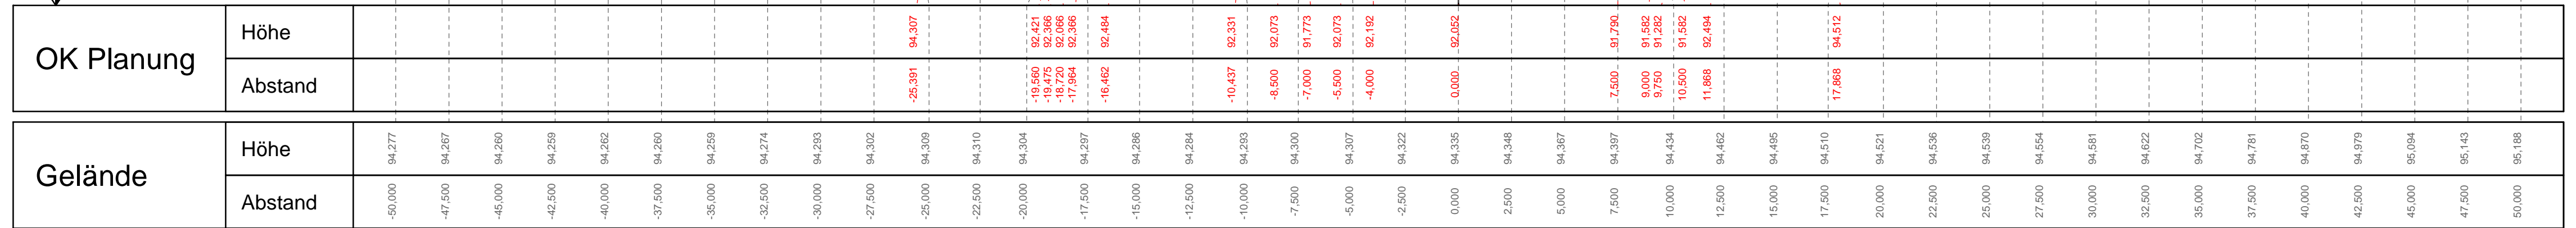 OK Planung
Höhe
94,307 92,421 92,366 92,066 92,366 92,484 92,331 92,073 91,773 92,073 92,192 92,052 91,790 91,582 91,282 91,582 92,494 94,512
Abstand
-25,391 -19,560 -19,475 -18,720 -17,964 -16,462 -10,437 -8,500 -7,000 -5,500 -4,000 0,000 7,500 9,000 9,750 10,500 11,868 17,868
Gelände
Höhe
94,277 94,267 94,260 94,259 94,262 94,260 94,259 94,274 94,293 94,302 94,309 94,310 94,304 94,297 94,286 94,284 94,293 94,300 94,307 94,322 94,335 94,348 94,367 94,397 94,434 94,462 94,495 94,510 94,521 94,536 94,539 94,554 94,581 94,622 94,702 94,781 94,870 94,979 95,094 95,143 95,188
Abstand
-50,000 -47,500 -45,000 -42,500 -40,000 -37,500 -35,000 -32,500 -30,000 -27,500 -25,000 -22,500 -20,000 -17,500 -15,000 -12,500 -10,000 -7,500 -5,000 -2,500 0,000 2,500 5,000 7,500 10,000 12,500 15,000 17,500 20,000 22,500 25,000 27,500 30,000 32,500 35,000 37,500 40,000 42,500 45,000 47,500 50,000